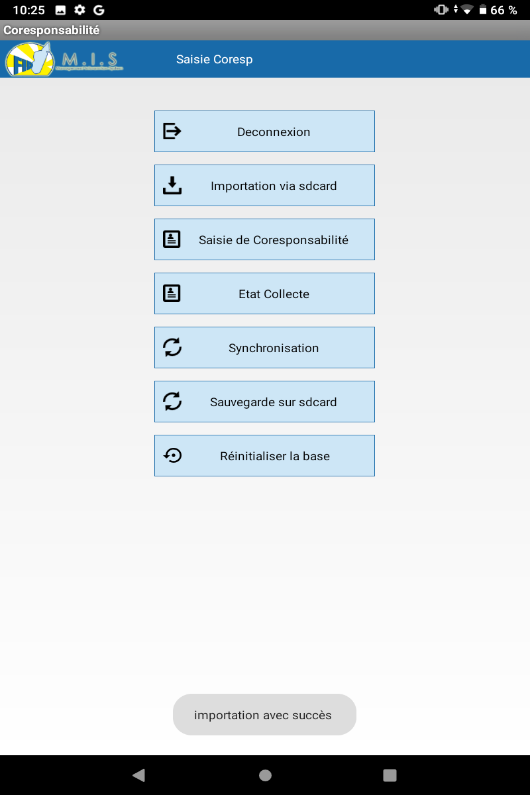 10:25
66 %
Coresponsabilité
M.I.S
Saisie Coresp
Deconnexion
Importation via sdcard
Saisie de Coresponsabilité
Etat Collecte
Synchronisation
Sauvegarde sur sdcard
Réinitialiser la base
importation avec succès